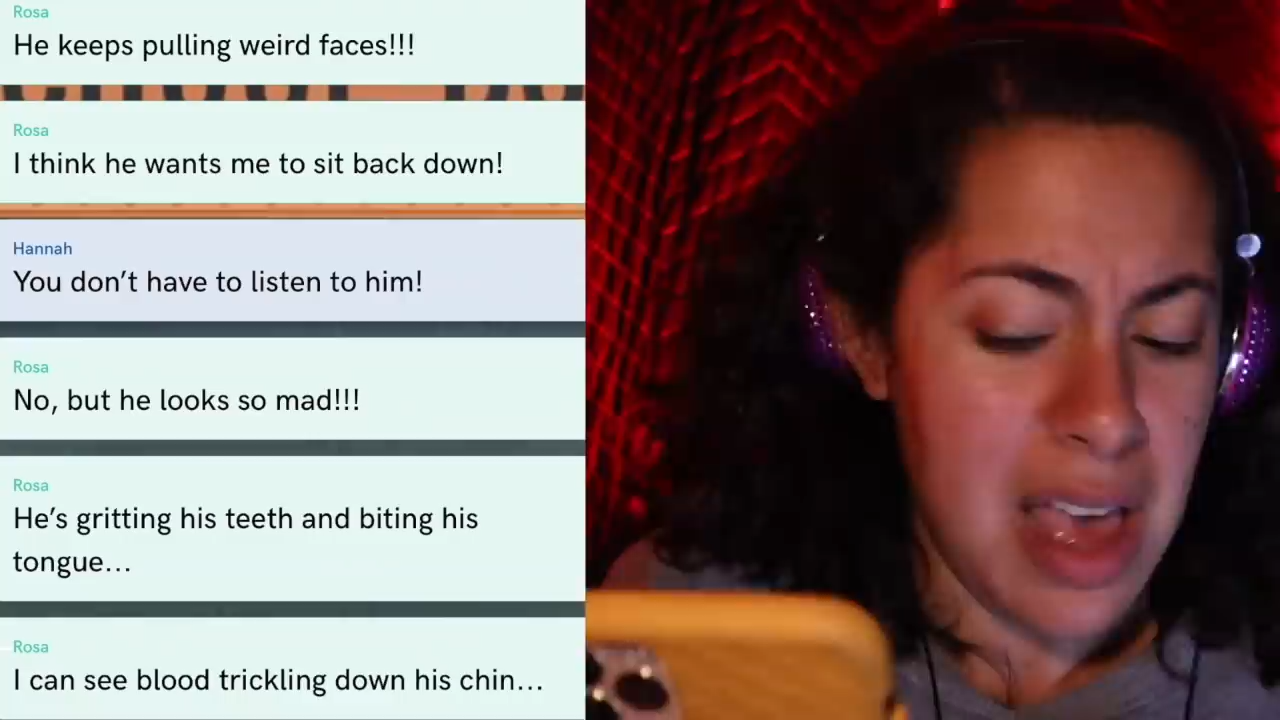 Rosa
He keeps pulling weird faces!!!
Rosa
I think he wants me to sit back down!
Hannah
You don’t have to listen to him!
Rosa
No, but he looks so mad!!!
Rosa
He’s gritting his teeth and biting his
tongue...
Rosa
I can see blood trickling down his chin...